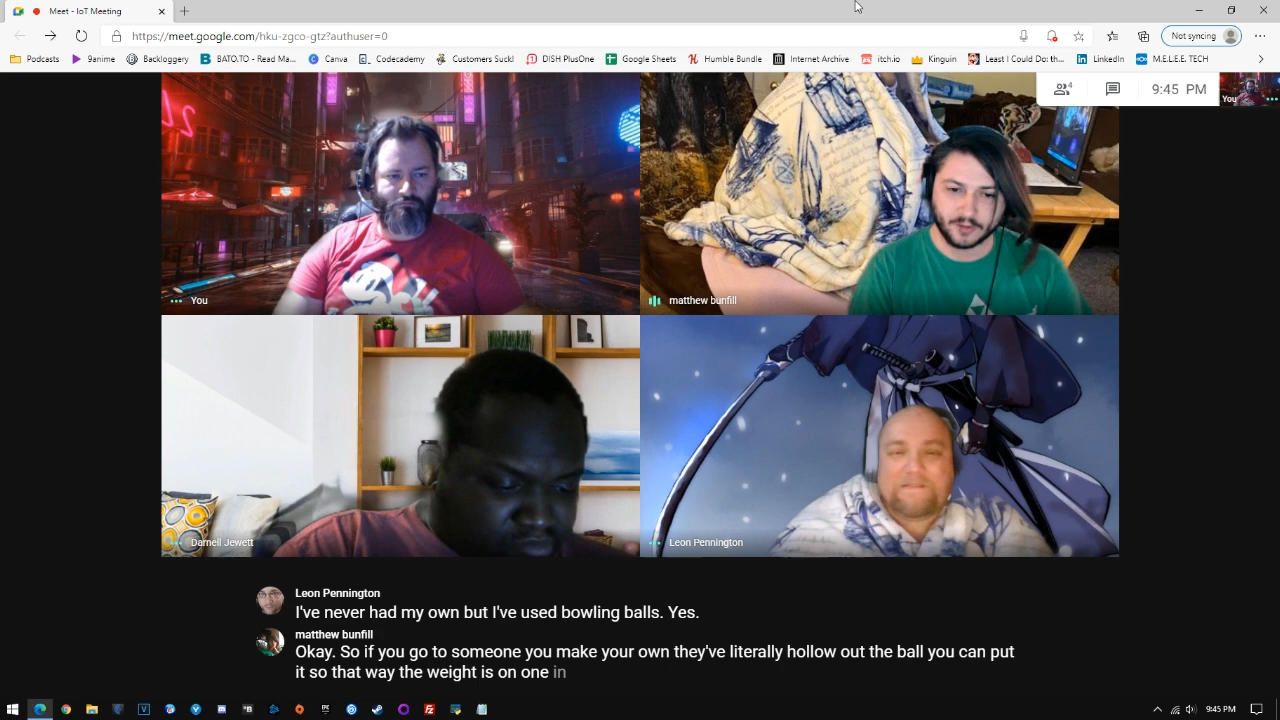 Meet - IoT Meeting
https://meet.google.com/hku-zgco-gtz?authuser=0
Not syncing
Podcasts
9anime
Backloggery
BATO.TO - Read Ma...
Canva
Codecademy
Customers Suck!
DISH PlusOne
Google Sheets
Humble Bundle
Internet Archive
itch.io
Kinguin
Least I Could Do: th...
LinkedIn
M.E.L.E.E. TECH
4
9:45 PM
You
You
matthew bunfill
Darnell Jewett
Leon Pennington
Leon Pennington
I've never had my own but I've used bowling balls. Yes.
matthew bunfill
Okay. So if you go to someone you make your own they've literally hollow out the ball you can put
it so that way the weight is on one in
9:45 PM